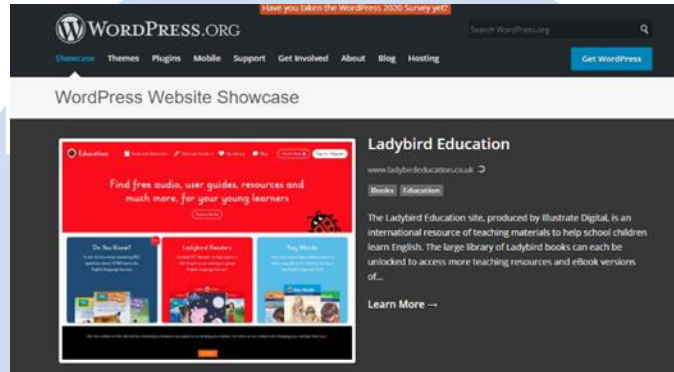 Have you taken the WordPress 2020 Survey yet?
WORDPRESS.ORG
Search WordPress.org
Showcase Themes Plugins Mobile Support Get Involved About Blog Hosting
Get WordPress
WordPress Website Showcase
Education
Find free audio, user guides, resources and
much more, for your young learners
Do You Know?
Ladybird Readers
Key Words
Ladybird Education
www.ladybirdeducation.co.uk
Books Education
The Ladybird Education site, produced by Illustrate Digital, is an
international resource of teaching materials to help school children
learn English. The large library of Ladybird books can each be
unlocked to access more teaching resources and eBook versions
of...
Learn More →